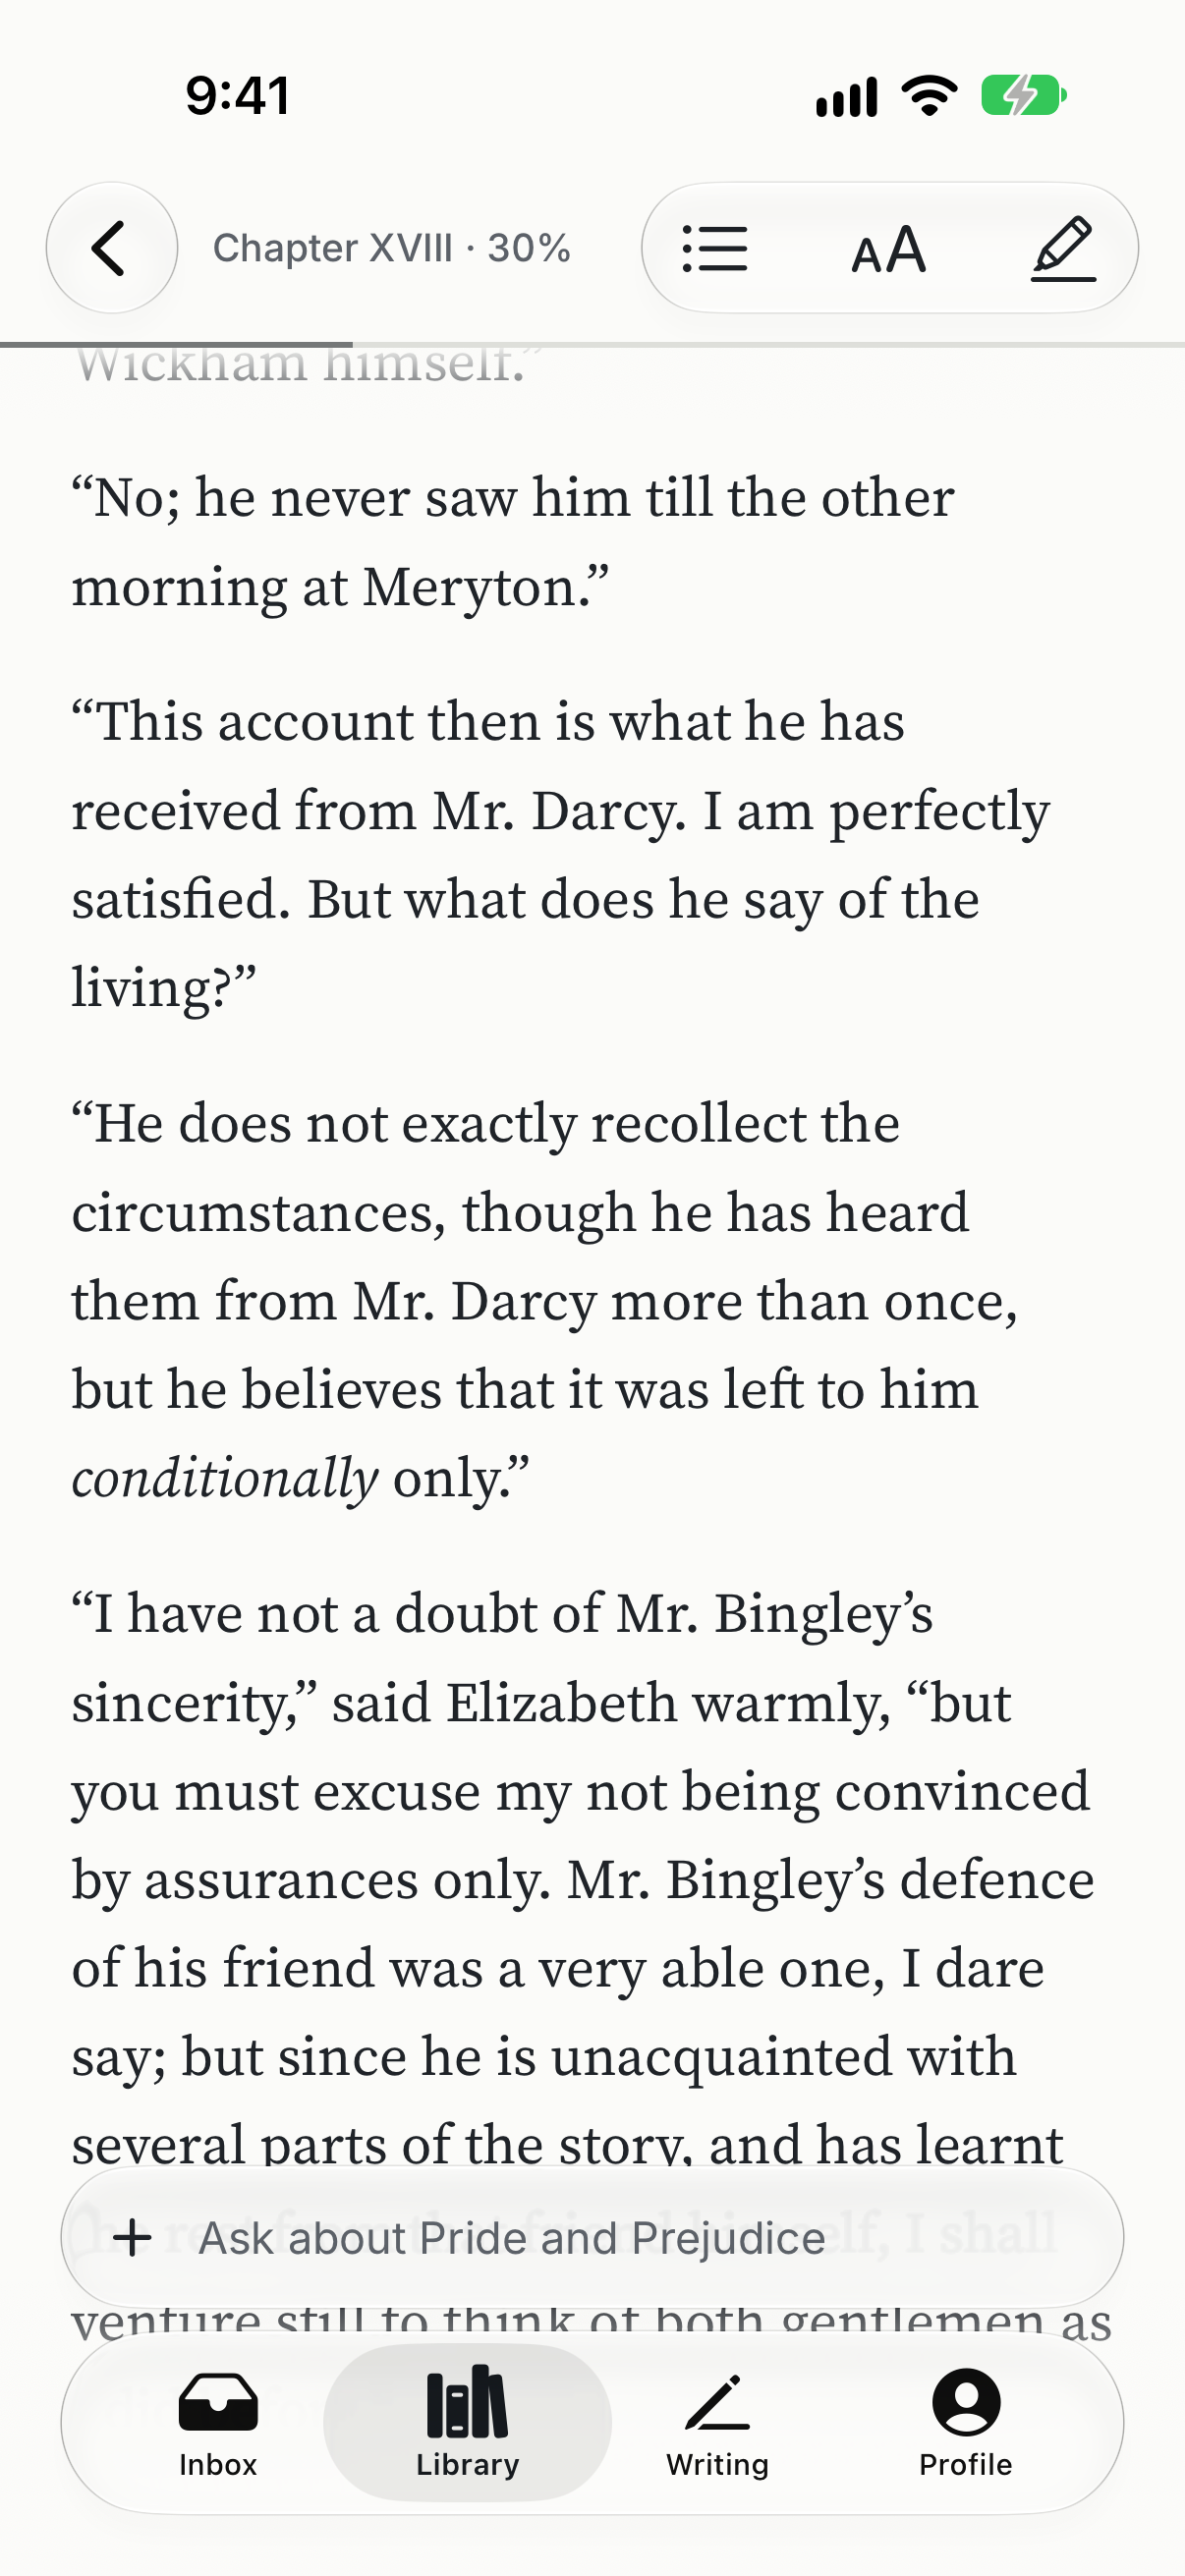 9:41
Chapter XVIII · 30%
AA
Wickham himself.”
“No; he never saw him till the other
morning at Meryton.”
“This account then is what he has
received from Mr. Darcy. I am perfectly
satisfied. But what does he say of the
living?”
“He does not exactly recollect the
circumstances, though he has heard
them from Mr. Darcy more than once,
but he believes that it was left to him
conditionally only.”
“I have not a doubt of Mr. Bingley’s
sincerity,” said Elizabeth warmly, “but
you must excuse my not being convinced
by assurances only. Mr. Bingley’s defence
of his friend was a very able one, I dare
say; but since he is unacquainted with
several parts of the story, and has learnt
I shall
Ask about Pride and Prejudice
venture still to think of both gentlemen as
Inbox
Library
Writing
Profile